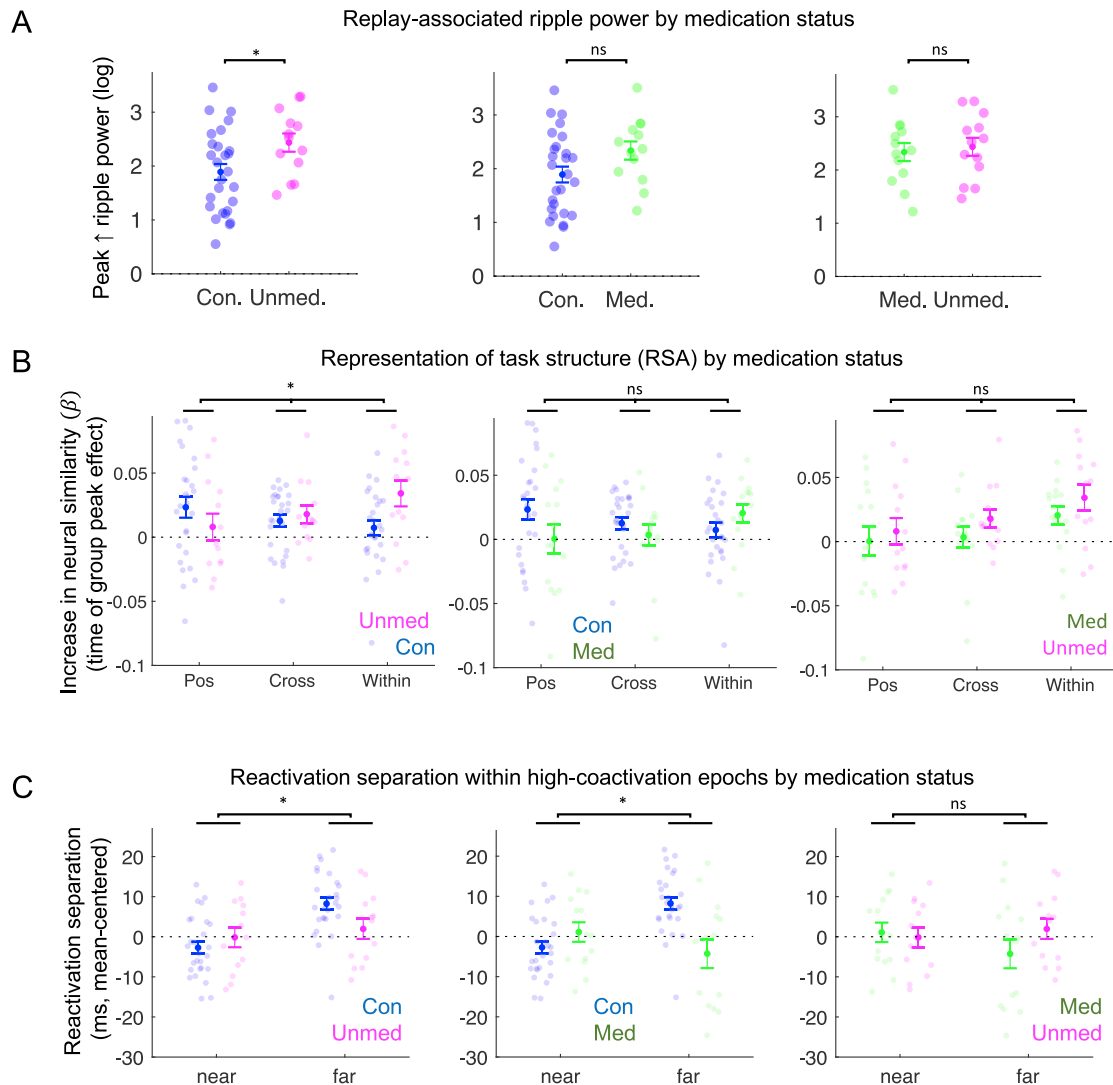 A
Replay-associated ripple power by medication status
* ns ns
Peak ↑ ripple power (log)
3 3 3
2 2 2
1 1 1
0 0 0
Con. Unmed. Con. Med. Med. Unmed.
B
Representation of task structure (RSA) by medication status
* ns ns
Increase in neural similarity (β)
(time of group peak effect)
0.05 0.05 0.05
0 0 0
-0.05 -0.05 -0.05
-0.1 -0.1 -0.1
Unmed Con Med
Con Med Unmed
Pos Cross Within Pos Cross Within Pos Cross Within
C
Reactivation separation within high-coactivation epochs by medication status
* * ns
Reactivation separation
(ms, mean-centered)
20 20 20
10 10 10
0 0 0
-10 -10 -10
-20 -20 -20
-30 -30 -30
Con Con Med
Unmed Med Unmed
near far near far near far